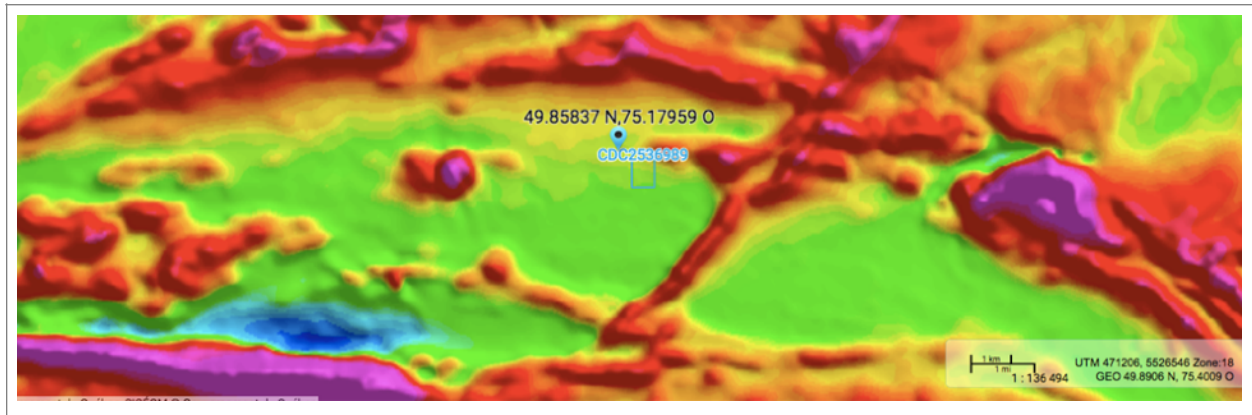 49.85837 N,75.17959 O
CDC2536989
1 km
1 mi
1 : 136 494
UTM 471206, 5526546 Zone:18
GEO 49.8906 N, 75.4009 O